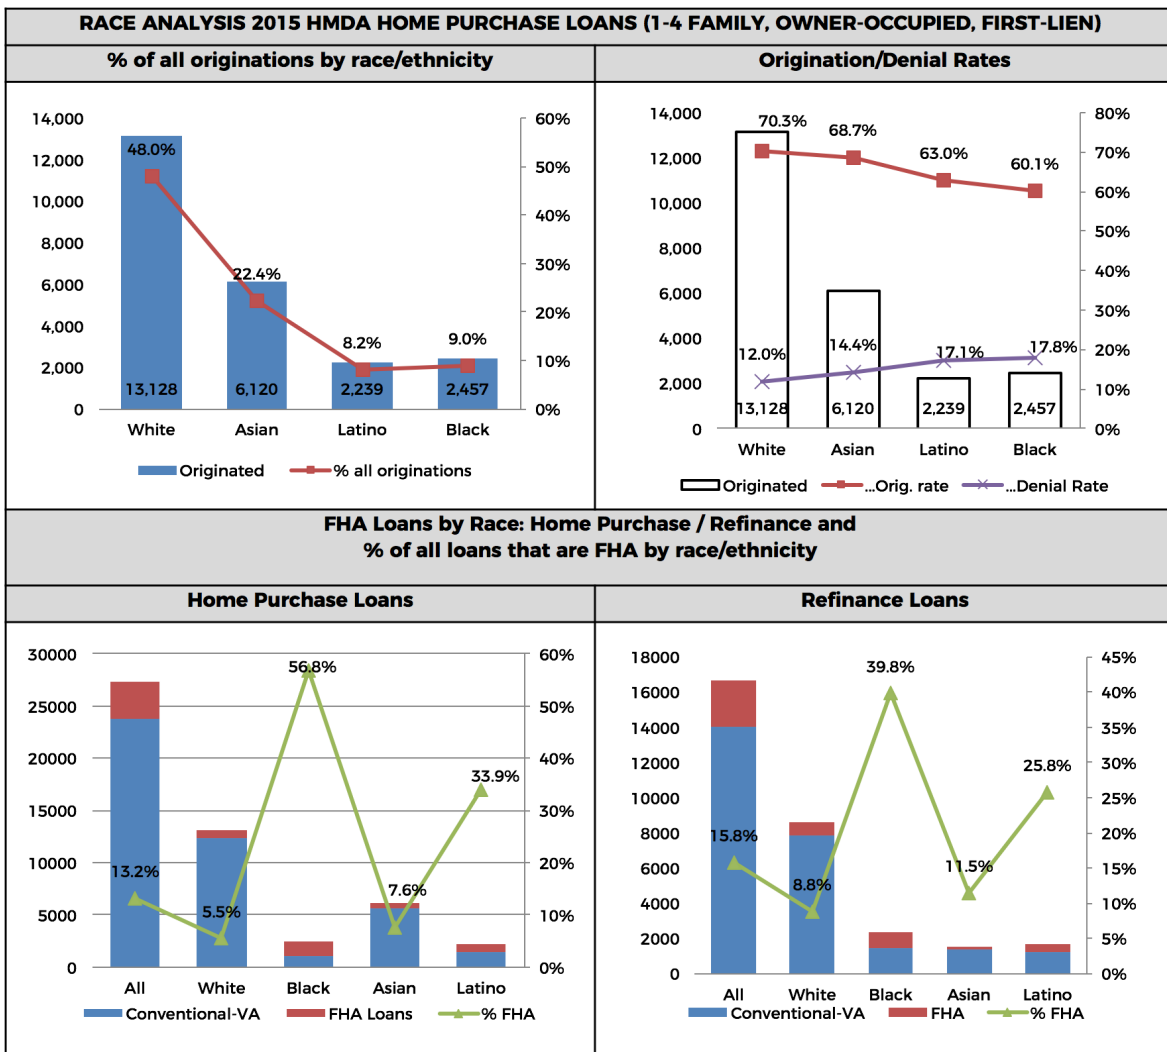 RACE ANALYSIS 2015 HMDA HOME PURCHASE LOANS (1-4 FAMILY, OWNER-OCCUPIED, FIRST-LIEN)
% of all originations by race/ethnicity
Origination/Denial Rates
14,000
12,000
10,000
8,000
6,000
4,000
2,000
0
60%
50%
40%
30%
20%
10%
0%
48.0%
22.4%
8.2%
9.0%
13,128
6,120
2,239
2,457
White
Asian
Latino
Black
Originated
% all originations
14,000
12,000
10,000
8,000
6,000
4,000
2,000
0
80%
70%
60%
50%
40%
30%
20%
10%
0%
70.3%
68.7%
63.0%
60.1%
12.0%
14.4%
17.1%
17.8%
13,128
6,120
2,239
2,457
White
Asian
Latino
Black
Originated
...Orig. rate
...Denial Rate
FHA Loans by Race: Home Purchase / Refinance and
% of all loans that are FHA by race/ethnicity
Home Purchase Loans
Refinance Loans
30000
25000
20000
15000
10000
5000
0
60%
50%
40%
30%
20%
10%
0%
13.2%
5.5%
56.8%
7.6%
33.9%
All
White
Black
Asian
Latino
Conventional-VA
FHA Loans
% FHA
18000
16000
14000
12000
10000
8000
6000
4000
2000
0
45%
40%
35%
30%
25%
20%
15%
10%
5%
0%
15.8%
8.8%
39.8%
11.5%
25.8%
All
White
Black
Asian
Latino
Conventional-VA
FHA
% FHA